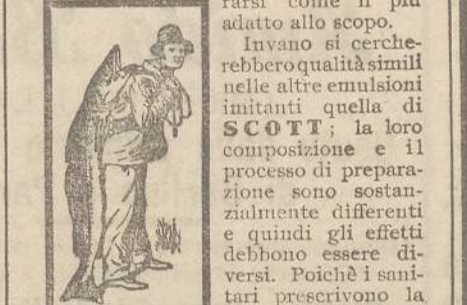 rarsi come il più
adatto allo scopo.
Invano si cerche-
rebbero qualità simili
nelle altre emulsioni
imitanti quella di
SCOTT; la loro
composizione e il
processo di prepara-
zione sono sostan-
zialmente differenti
e quindi gli effetti
debbono essere di-
versi. Poichè i sani-
tari prescrivono la